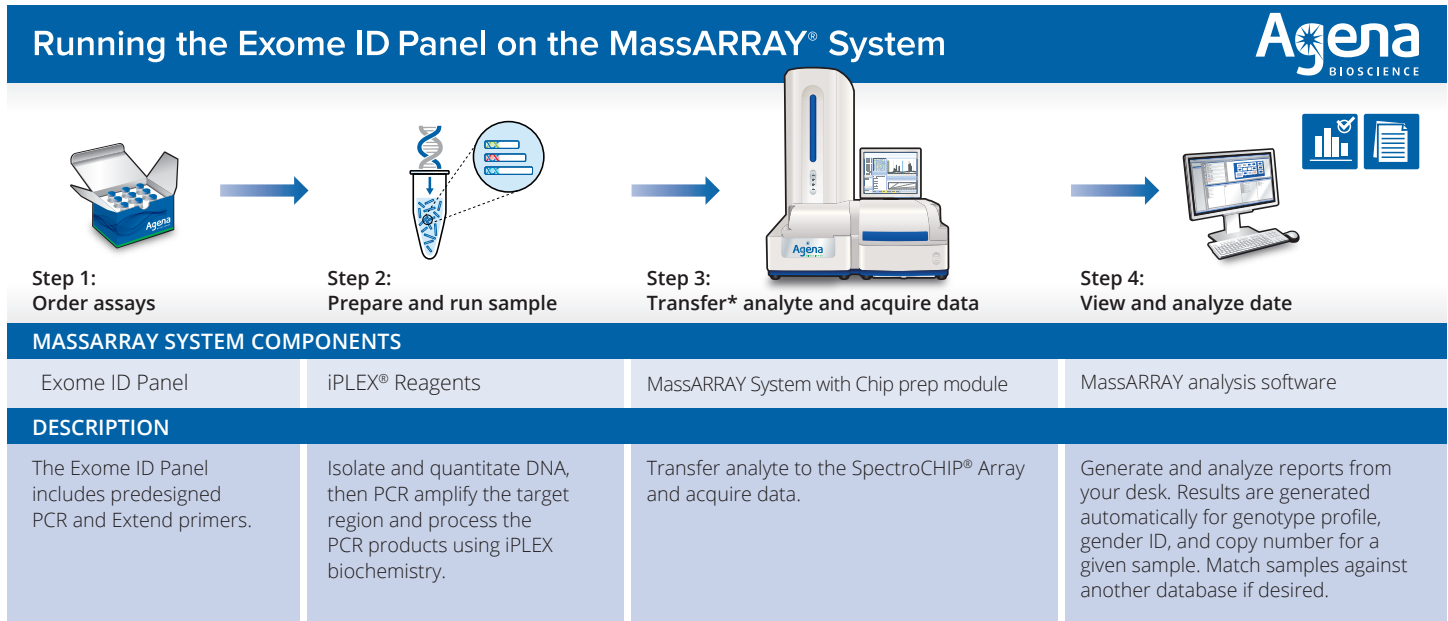 Running the Exome ID Panel on the MassARRAY® System
Agena
BIOSCIENCE
Agena
Agena
Step 1:
Order assays
Step 2:
Prepare and run sample
Step 3:
Transfer* analyte and acquire data
Step 4:
View and analyze date
MASSARRAY SYSTEM COMPONENTS
Exome ID Panel
iPLEX® Reagents
MassARRAY System with Chip prep module
MassARRAY analysis software
DESCRIPTION
The Exome ID Panel
includes predesigned
PCR and Extend primers.
Isolate and quantitate DNA,
then PCR amplify the target
region and process the
PCR products using iPLEX
biochemistry.
Transfer analyte to the SpectroCHIP® Array
and acquire data.
Generate and analyze reports from
your desk. Results are generated
automatically for genotype profile,
gender ID, and copy number for a
given sample. Match samples against
another database if desired.